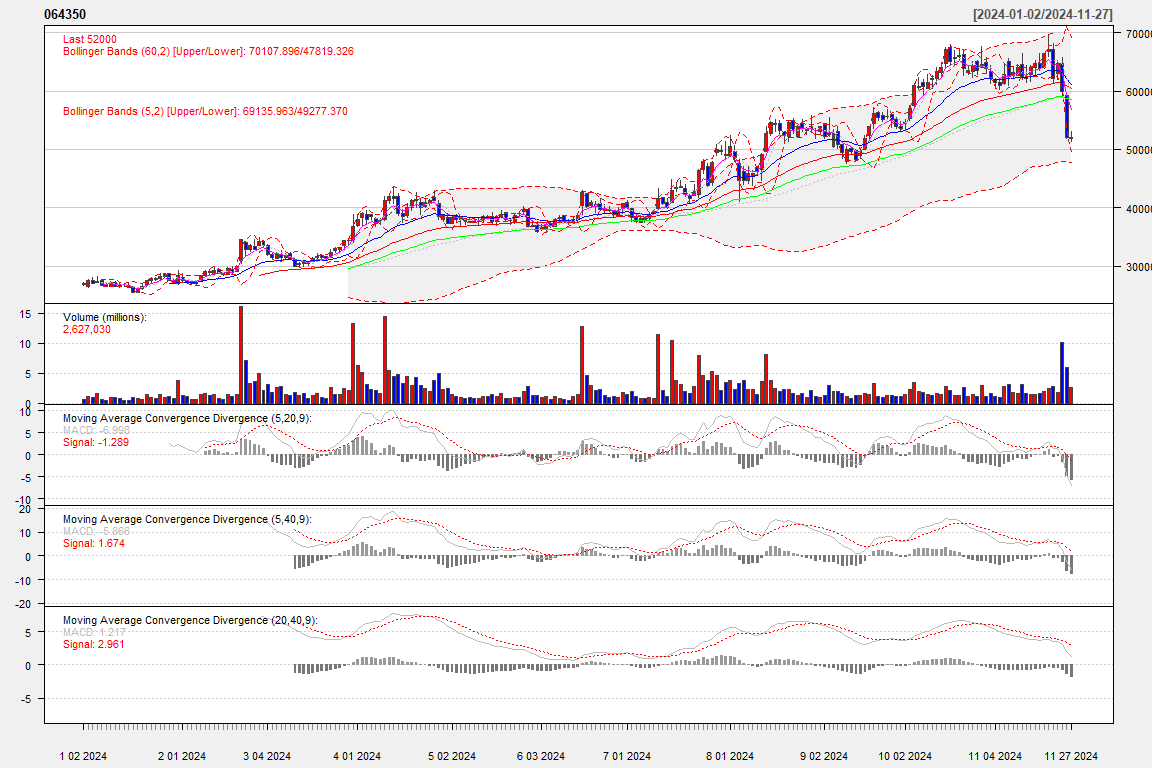 064350 [2024-01-02/2024-11-27]
Last 52000
Bollinger Bands (60,2) [Upper/Lower]: 70107.896/47819.326
Bollinger Bands (5,2) [Upper/Lower]: 69135.963/49277.370
70000
60000
50000
40000
30000
Volume (millions):
2,627,030
15
10
5
0
Moving Average Convergence Divergence (5,20,9):
MACD: -6.998
Signal: -1.289
10
5
0
-5
-10
Moving Average Convergence Divergence (5,40,9):
MACD: -5.866
Signal: 1.674
20
10
0
-10
-20
Moving Average Convergence Divergence (20,40,9):
MACD: 1.217
Signal: 2.961
5
0
-5
1 02 2024 2 01 2024 3 04 2024 4 01 2024 5 02 2024 6 03 2024 7 01 2024 8 01 2024 9 02 2024 10 02 2024 11 04 2024 11 27 2024